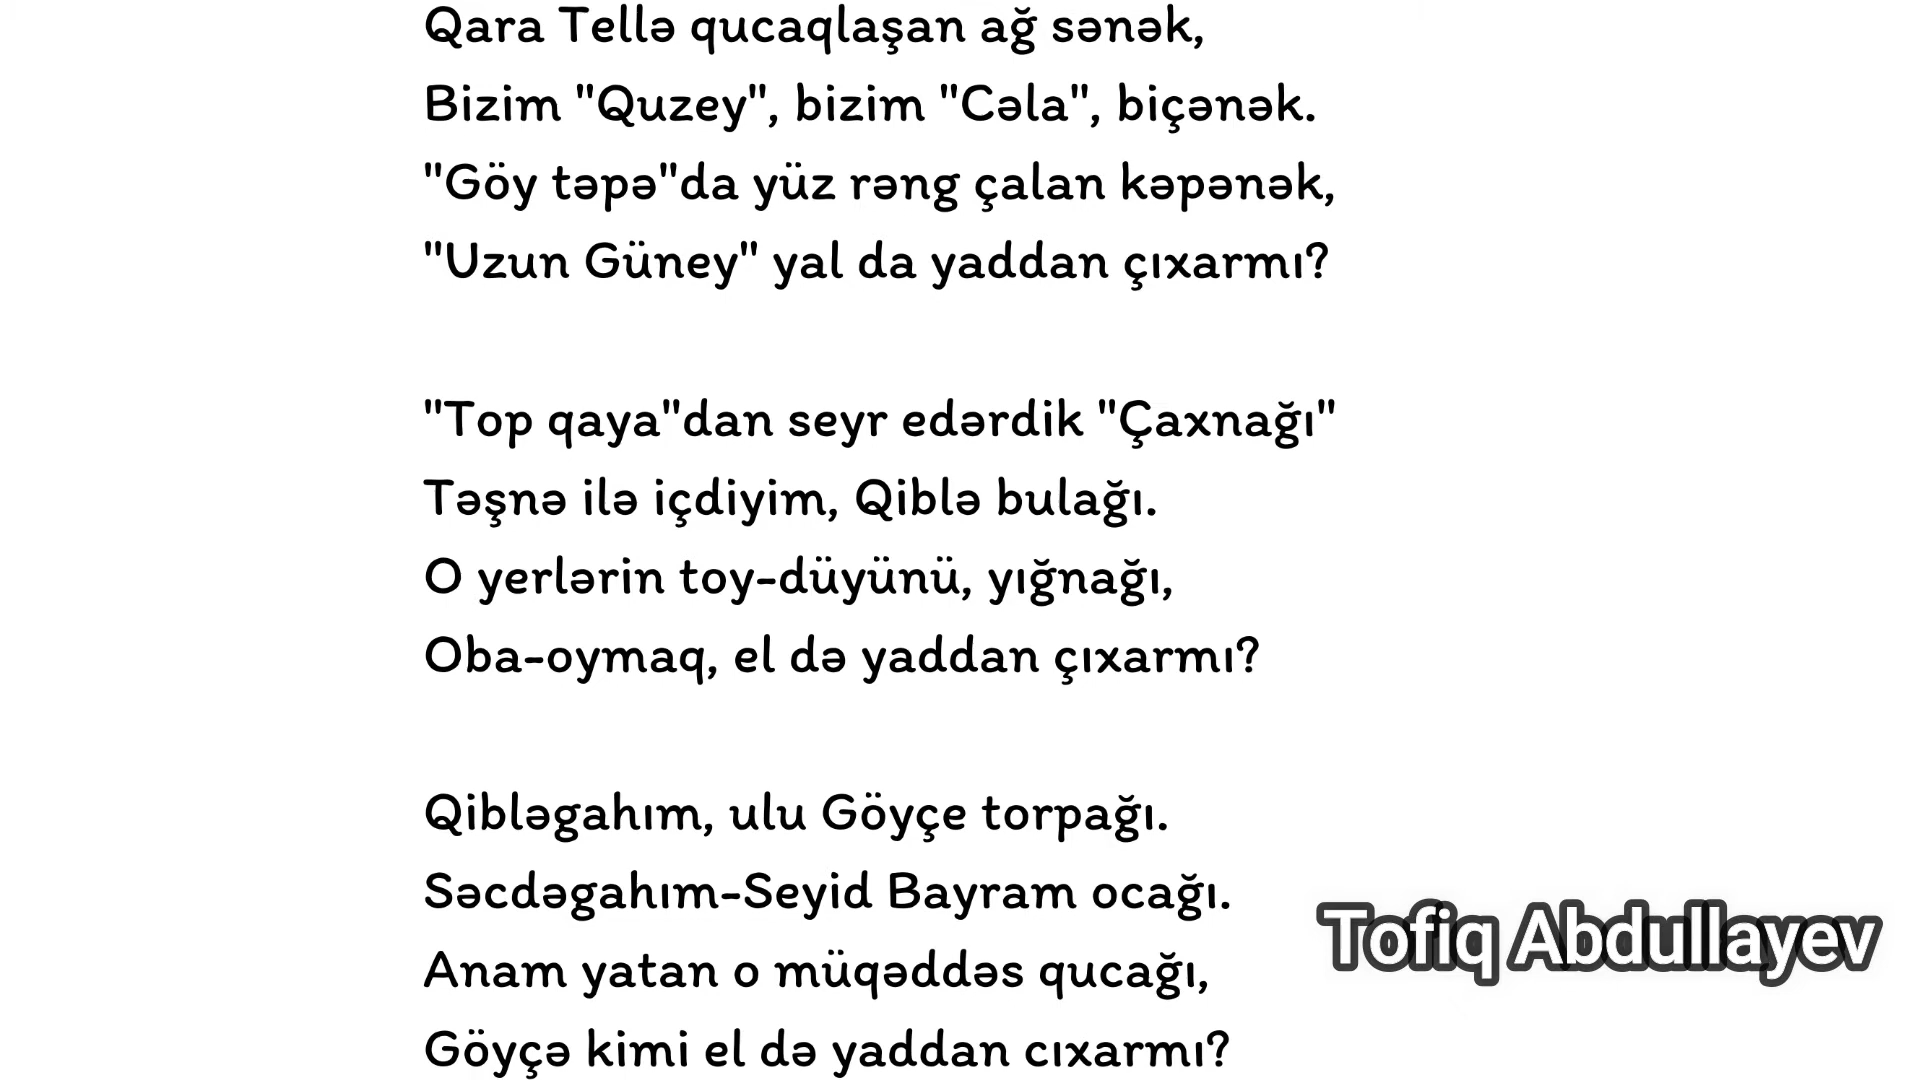 Qara Tellə qucaqlaşan ağ sənək,
Bizim "Quzey", bizim "Cəla", biçənək.
"Göy təpə"da yüz rəng çalan kəpənək,
"Uzun Güney" yal da yaddan çıxarmı?
"Top qaya"dan seyr edərdik "Çaxnağı"
Təşnə ilə içdiyim, Qiblə bulağı.
O yerlərin toy-düyünü, yığnağı,
Oba-oymaq, el də yaddan çıxarmı?
Qibləgahım, ulu Göyçe torpağı.
Səcdəgahım-Seyid Bayram ocağı.
Anam yatan o müqəddəs qucağı,
Göyçə kimi el də yaddan cıxarmı?
Tofiq Abdullayev